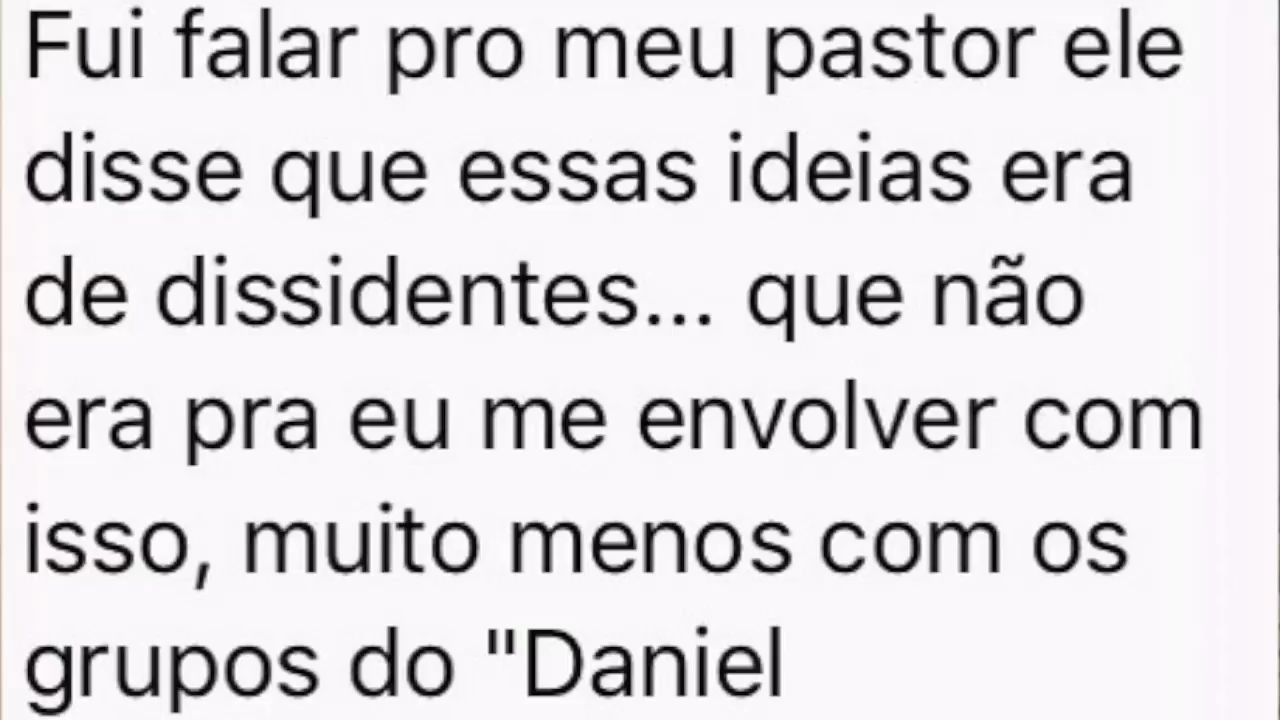 Fui falar pro meu pastor ele
disse que essas ideias era
de dissidentes... que não
era pra eu me envolver com
isso, muito menos com os
grupos do "Daniel